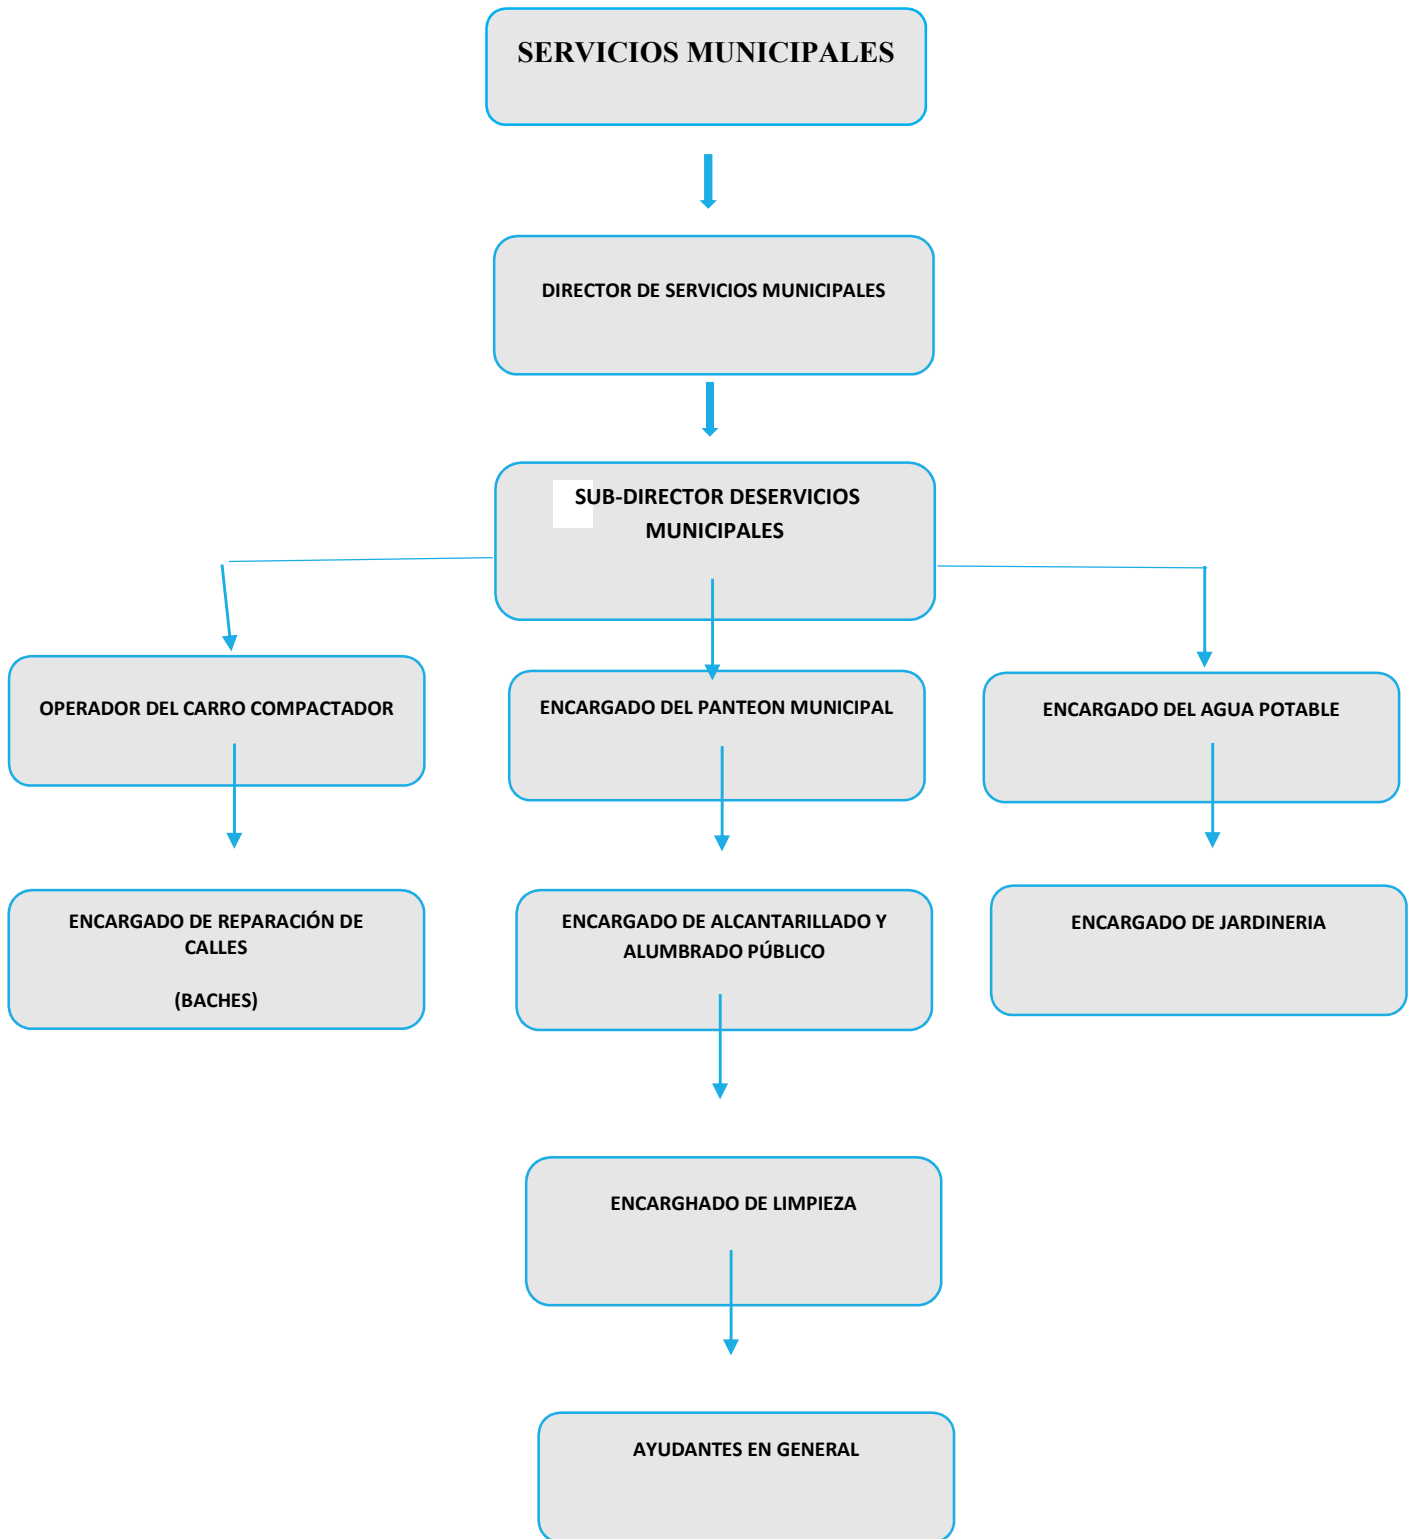 SERVICIOS MUNICIPALES
DIRECTOR DE SERVICIOS MUNICIPALES
SUB-DIRECTOR DESERVICIOS
MUNICIPALES
OPERADOR DEL CARRO COMPACTADOR
ENCARGADO DEL PANTEON MUNICIPAL
ENCARGADO DEL AGUA POTABLE
ENCARGADO DE REPARACIÓN DE
CALLES
(BACHES)
ENCARGADO DE ALCANTARILLADO Y
ALUMBRADO PÚBLICO
ENCARGADO DE JARDINERIA
ENCARGHADO DE LIMPIEZA
AYUDANTES EN GENERAL